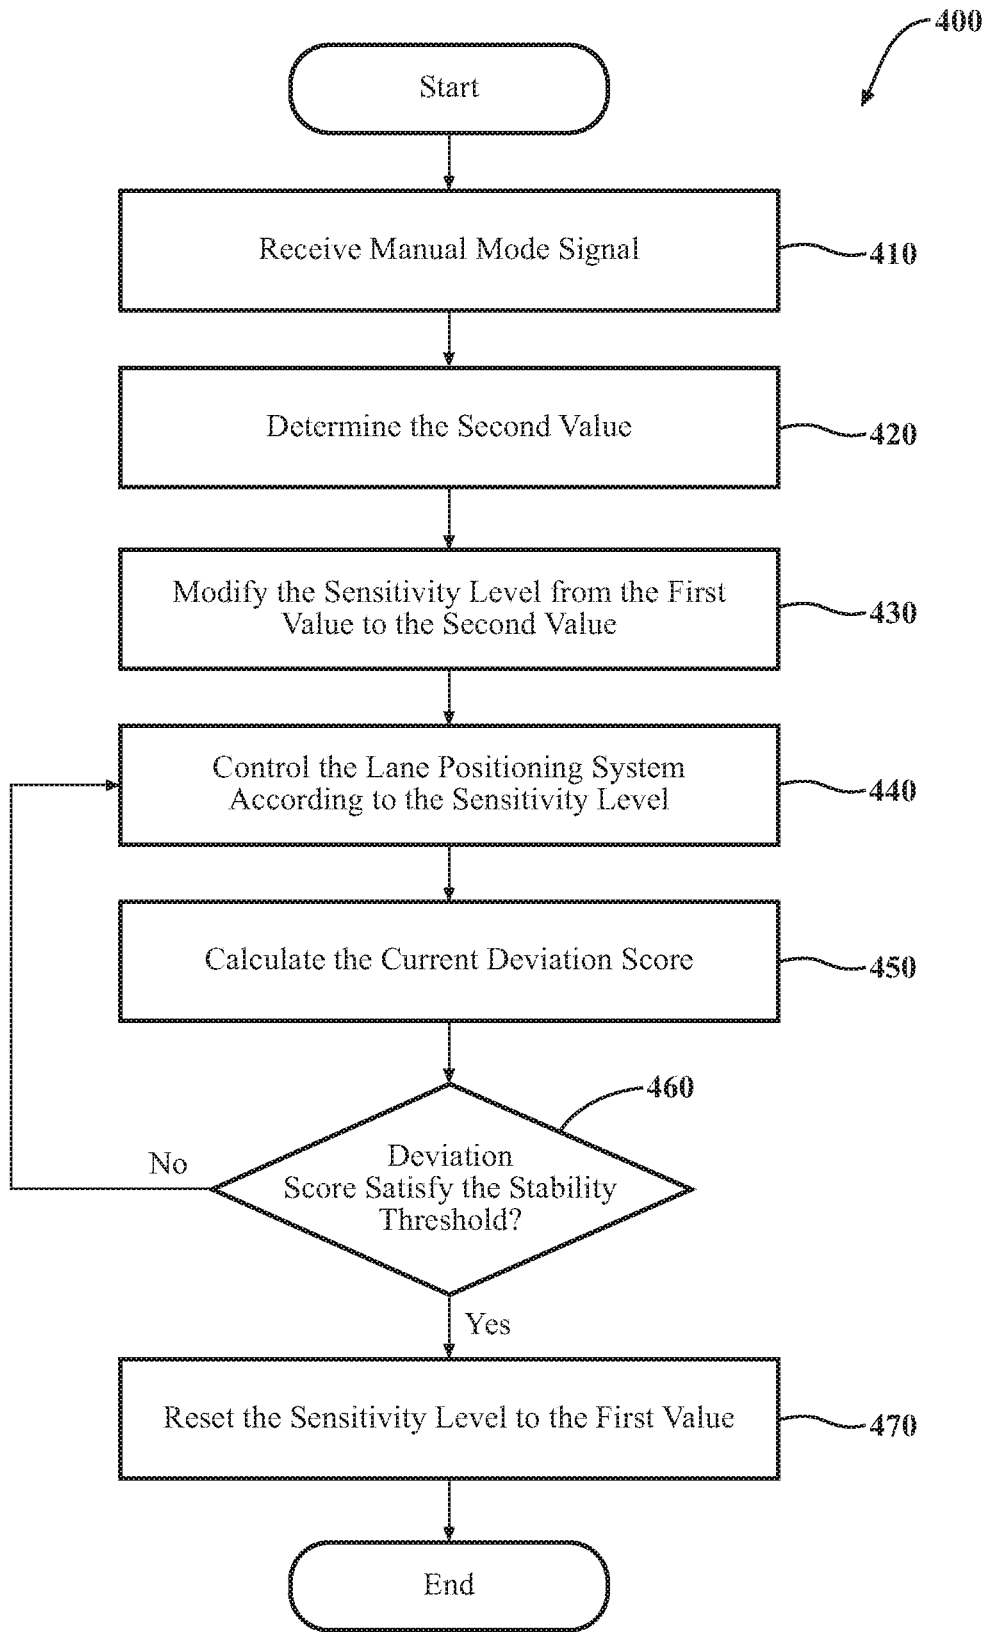 400
Start
Receive Manual Mode Signal
410
Determine the Second Value
420
Modify the Sensitivity Level from the First
Value to the Second Value
430
Control the Lane Positioning System
According to the Sensitivity Level
440
Calculate the Current Deviation Score
450
460
Deviation
Score Satisfy the Stability
Threshold?
No
Yes
Reset the Sensitivity Level to the First Value
470
End